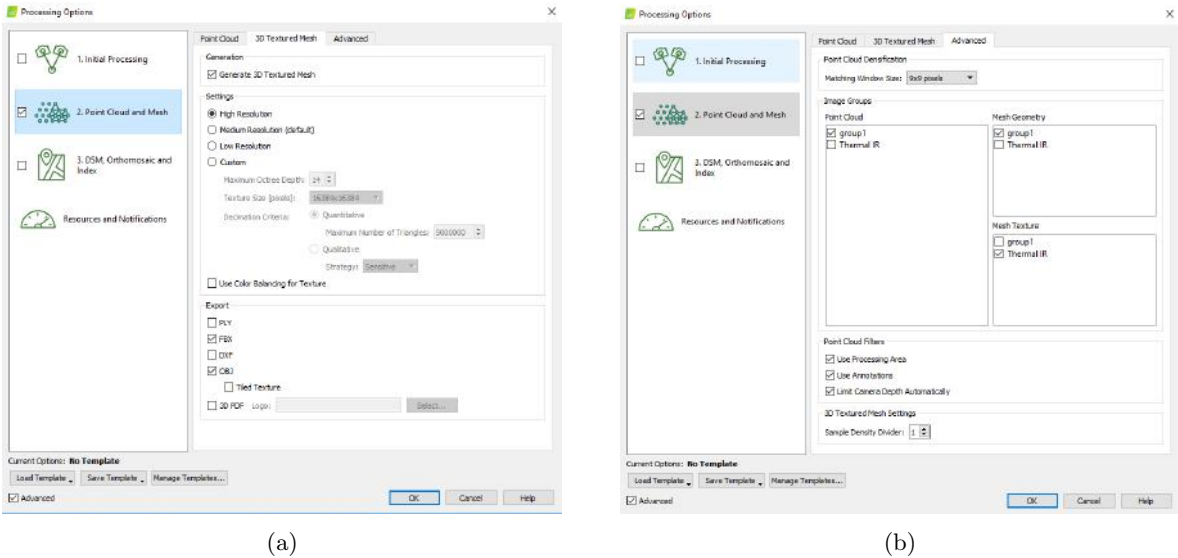 Processing Options
1. Initial Processing
2. Point Cloud and Mesh
3. DSM, Orthomosaic and
Index
Resources and Notifications
Point Cloud 3D Textured Mesh Advanced
Generation
Generate 3D Textured Mesh
Settings
High Resolution
Medium Resolution (default)
Low Resolution
Custom
Maximum Octree Depth: 14
Texture Size [pixels]: 16384x16384
Decimation Criteria: Quantitative
Maximum Number of Triangles: 5000000
Qualitative
Strategy: Sensitive
Use Color Balancing for Texture
Export
PLY
FBX
DXF
OBJ
Tiled Texture
3D PDF Logo: Select...
Current Options: No Template
Load Template Save Template Manage Templates...
Advanced
OK Cancel Help
(a)
Processing Options
1. Initial Processing
2. Point Cloud and Mesh
3. DSM, Orthomosaic and
Index
Resources and Notifications
Point Cloud 3D Textured Mesh Advanced
Point Cloud Densification
Matching Window Size: 9x9 pixels
Image Groups
Point Cloud
group1
Thermal IR
Mesh Geometry
group1
Thermal IR
Mesh Texture
group1
Thermal IR
Point Cloud Filters
Use Processing Area
Use Annotations
Limit Camera Depth Automatically
3D Textured Mesh Settings
Sample Density Divider: 1
Current Options: No Template
Load Template Save Template Manage Templates...
Advanced
OK Cancel Help
(b)